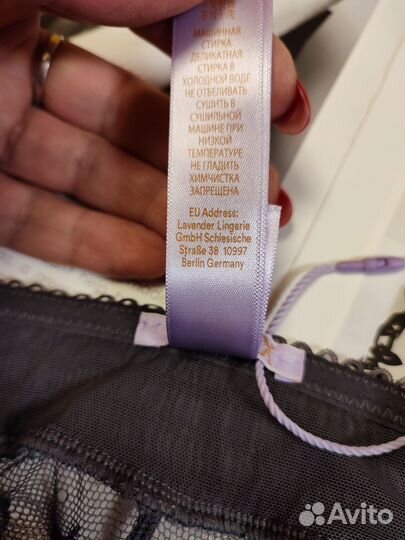 МАШИННАЯ
СТИРКА
ДЕЛИКАТНАЯ
СТИРКА В
ХОЛОДНОЙ ВОДЕ
НЕ ОТБЕЛИВАТЬ
СУШИТЬ В
СУШИЛЬНОЙ
МАШИНЕ ПРИ
НИЗКОЙ
ТЕМПЕРАТУРЕ
НЕ ГЛАДИТЬ
ХИМЧИСТКА
ЗАПРЕЩЕНА
EU Address:
Lavender Lingerie
GmbH Schlesische
Straße 38 10997
Berlin Germany
Avito